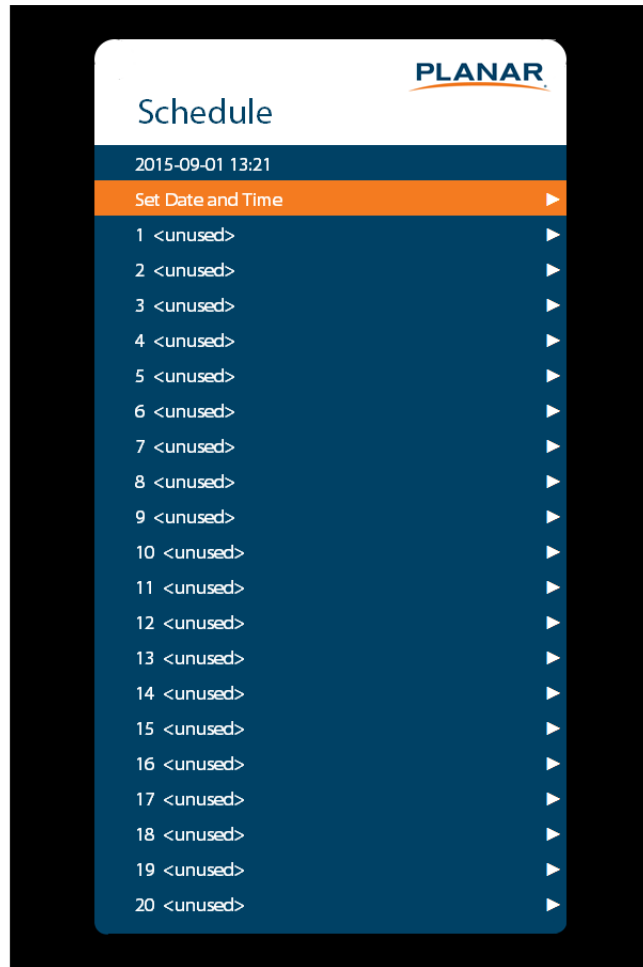 PLANAR
Schedule
2015-09-01 13:21
Set Date and Time
1 <unused>
2 <unused>
3 <unused>
4 <unused>
5 <unused>
6 <unused>
7 <unused>
8 <unused>
9 <unused>
10 <unused>
11 <unused>
12 <unused>
13 <unused>
14 <unused>
15 <unused>
16 <unused>
17 <unused>
18 <unused>
19 <unused>
20 <unused>